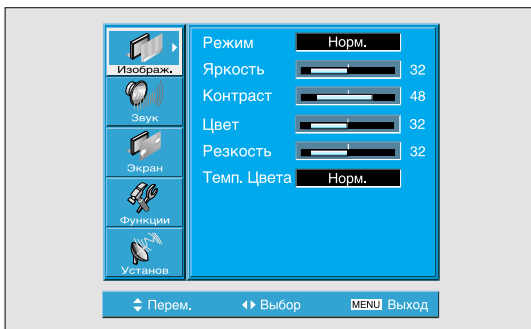 Изображ.
Звук
Экран
Функции
Установ
Режим Норм.
Яркость 32
Контраст 48
Цвет 32
Резкость 32
Темп. Цвета Норм.
Перем. Выбор MENU Выход